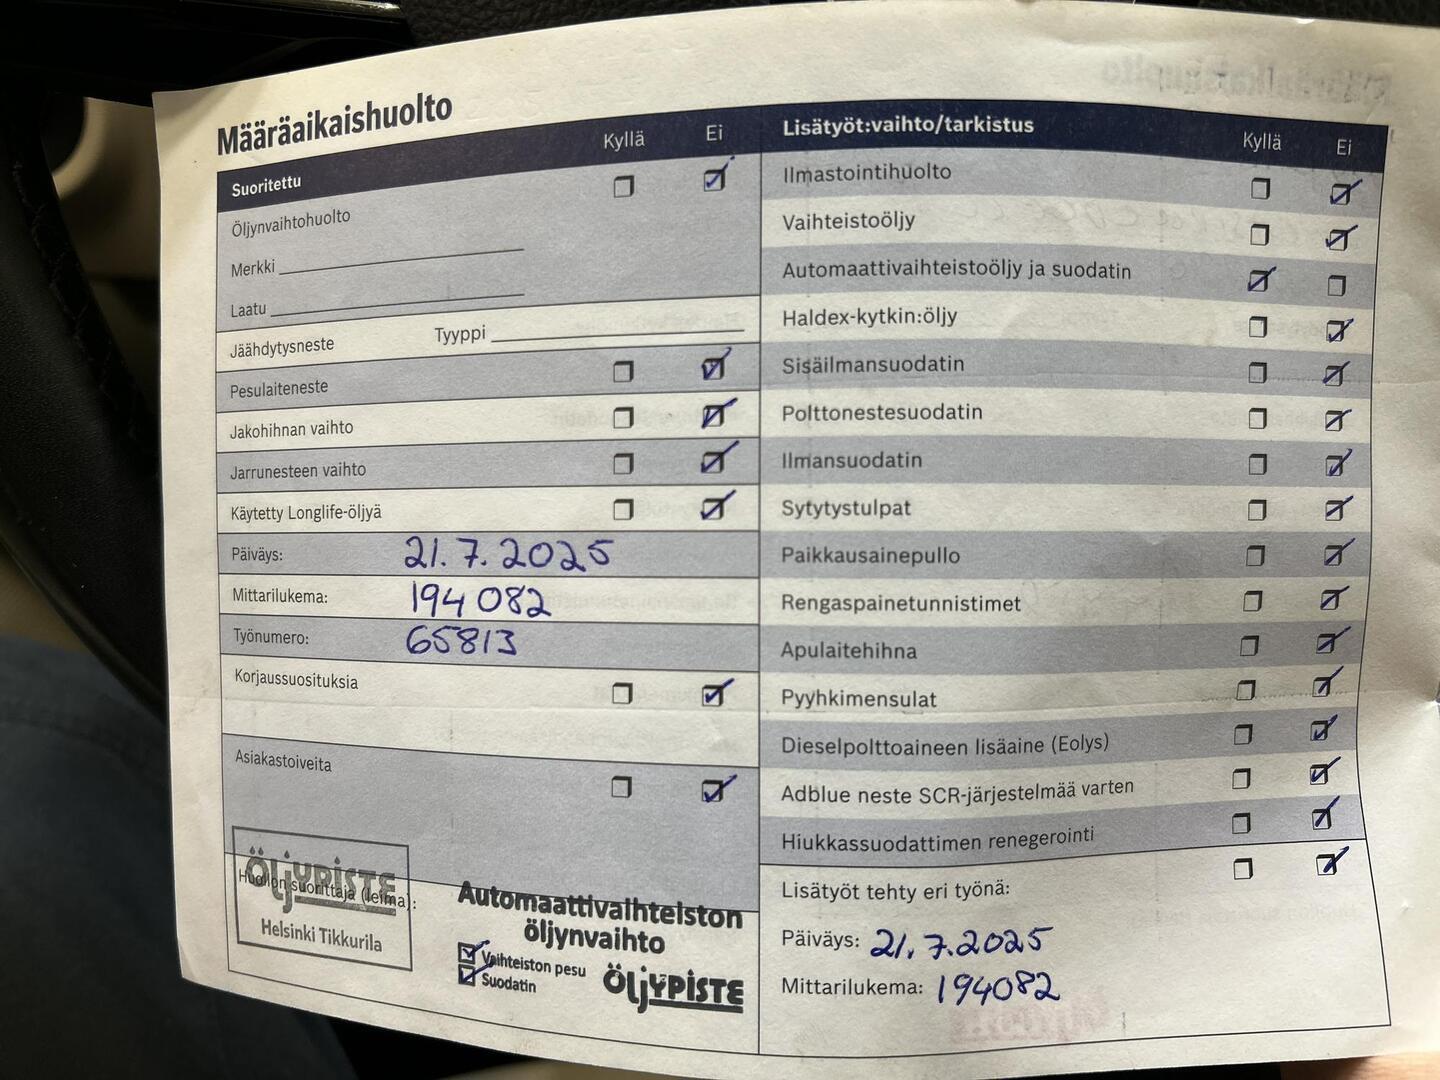 Määräaikaishuolto
Suoritettu Kyllä Ei
Öljynvaihtohuolto
Merkki
Laatu
Jäähdytysneste Tyyppi
Pesulaiteneste
Jakohihnan vaihto
Jarrunesteen vaihto
Käytetty Longlife-öljyä
Päiväys: 21.7.2025
Mittarilukema: 194 082
Työnumero: 65813
Korjaussuosituksia
Asiakastoiveita
Huollon suorittaja (leima):
ÖLJYPISTE
Helsinki Tikkurila
Automaattivaihteiston
öljynvaihto
Vaihteiston pesu
Suodatin
ÖLJYPISTE
Lisätyöt:vaihto/tarkistus Kyllä Ei
Ilmastointihuolto
Vaihteistoöljy
Automaattivaihteistoöljy ja suodatin
Haldex-kytkin:öljy
Sisäilmansuodatin
Polttonestesuodatin
Ilmansuodatin
Sytytystulpat
Paikkausainepullo
Rengaspainetunnistimet
Apulaitehihna
Pyyhkimensulat
Dieselpolttoaineen lisäaine (Eolys)
Adblue neste SCR-järjestelmää varten
Hiukkassuodattimen renegerointi
Lisätyöt tehty eri työnä:
Päiväys: 21.7.2025
Mittarilukema: 194082